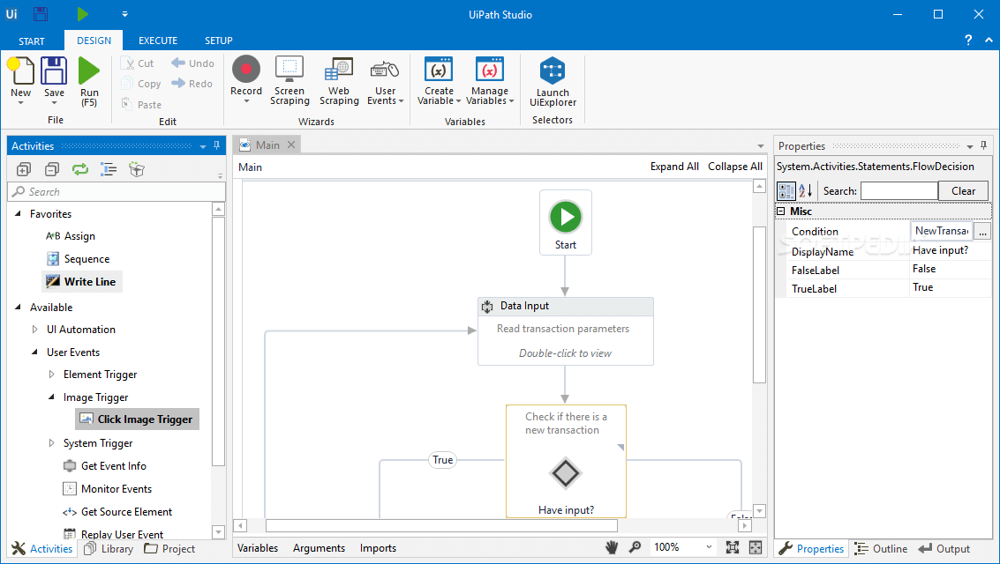 Ui
UiPath Studio
START DESIGN EXECUTE SETUP ?
New
Save
Run
(F5)
File
Cut
Copy
Paste
Undo
Redo
Edit
Record
Screen
Scraping
Web
Scraping
User
Events
Wizards
(x) Create
Variable
(x) Manage
Variables
Variables
Launch
UiExplorer
Selectors
Activities
Search
Favorites
A+B Assign
Sequence
Write Line
Available
UI Automation
User Events
Element Trigger
Image Trigger
Click Image Trigger
System Trigger
Get Event Info
Monitor Events
Get Source Element
Replay User Event
Activities Library Project
Main
Main Expand All Collapse All
Start
Data Input
Read transaction parameters
Double-click to view
Check if there is a
new transaction
True
Have input?
False
Variables Arguments Imports 100%
Properties
System.Activities.Statements.FlowDecision
A
Z
Search: Clear
Misc
Condition NewTransac ...
DisplayName Have input?
FalseLabel False
TrueLabel True
SOFTPEDIA
Properties Outline Output